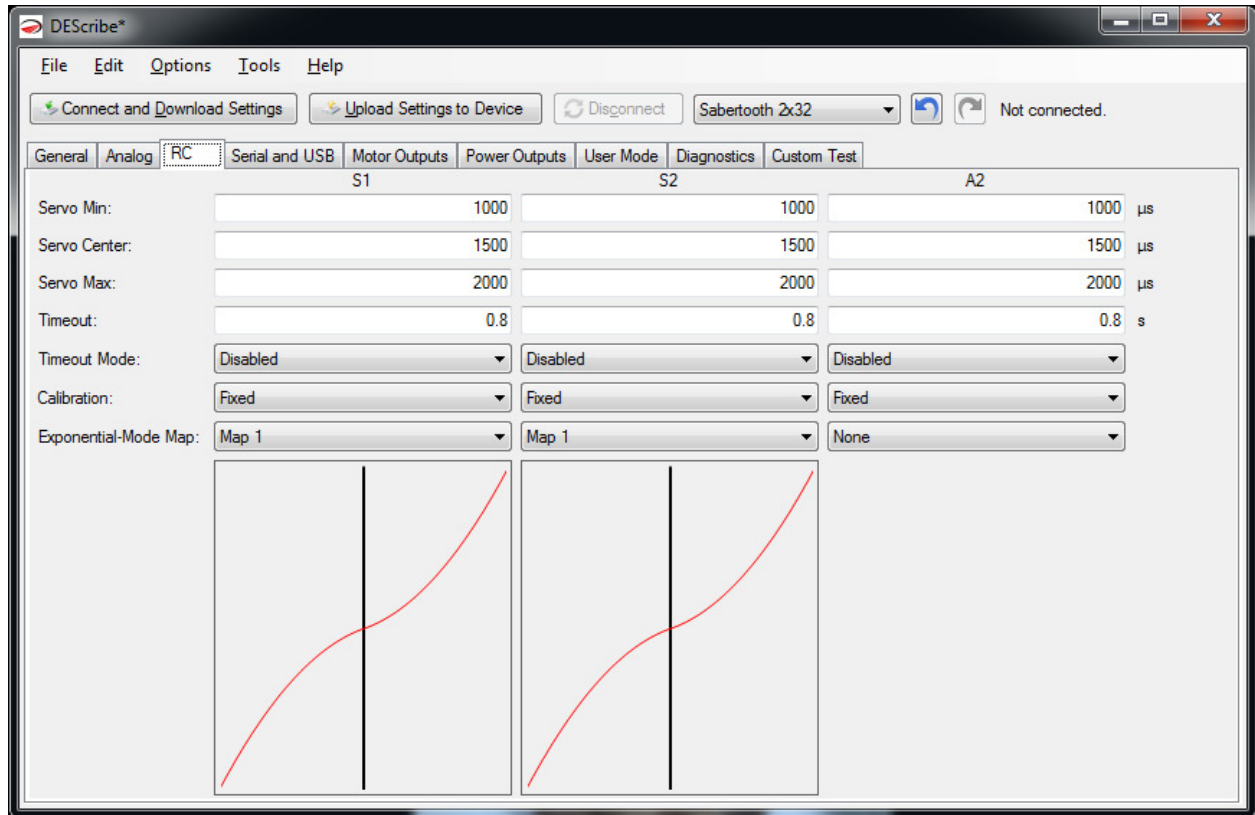 DEScribe*
File Edit Options Tools Help
Connect and Download Settings Upload Settings to Device Disconnect Sabertooth 2x32 Not connected.
General Analog RC Serial and USB Motor Outputs Power Outputs User Mode Diagnostics Custom Test
S1 S2 A2
Servo Min: 1000 1000 1000 µs
Servo Center: 1500 1500 1500 µs
Servo Max: 2000 2000 2000 µs
Timeout: 0.8 0.8 0.8 s
Timeout Mode: Disabled Disabled Disabled
Calibration: Fixed Fixed Fixed
Exponential-Mode Map: Map 1 Map 1 None